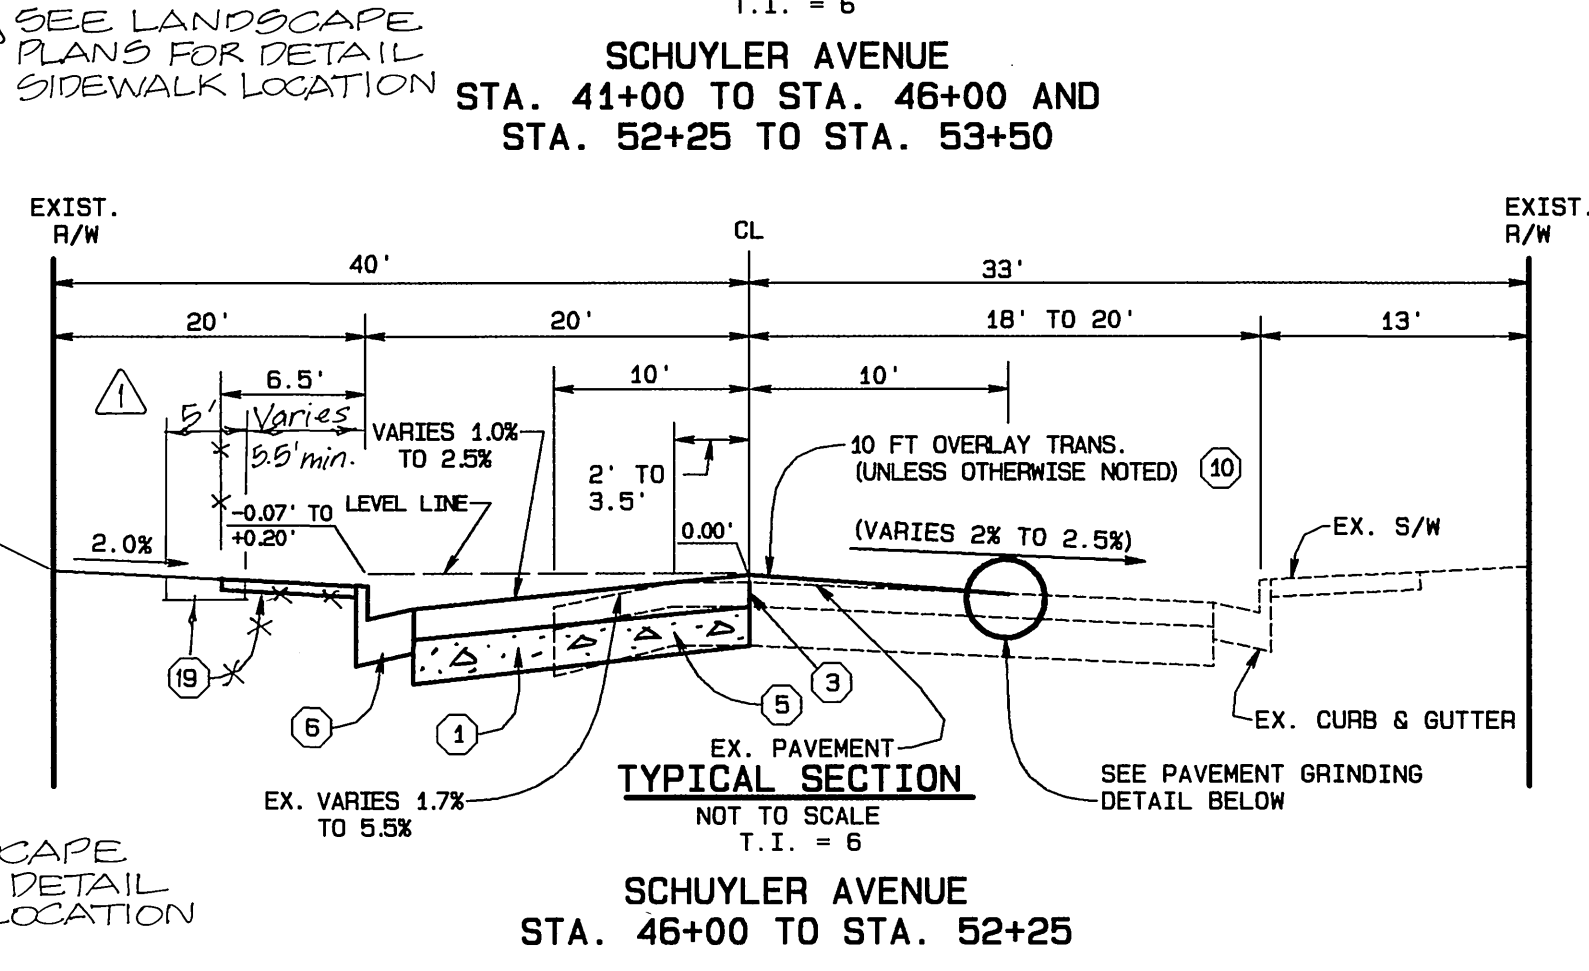 T.I. = 6
SEE LANDSCAPE
PLANS FOR DETAIL
SIDEWALK LOCATION
SCHUYLER AVENUE
STA. 41+00 TO STA. 46+00 AND
STA. 52+25 TO STA. 53+50
EXIST.
R/W
CL
EXIST.
R/W
40'
33'
20'
20'
18' TO 20'
13'
6.5'
10'
10'
1
5'
Varies
5.5' min.
VARIES 1.0%
TO 2.5%
2' TO
3.5'
10 FT OVERLAY TRANS.
(UNLESS OTHERWISE NOTED)
10
-0.07' TO
+0.20'
LEVEL LINE
0.00'
(VARIES 2% TO 2.5%)
EX. S/W
2.0%
19
6
1
5
3
EX. PAVEMENT
EX. CURB & GUTTER
TYPICAL SECTION
EX. VARIES 1.7%
TO 5.5%
SEE PAVEMENT GRINDING
DETAIL BELOW
NOT TO SCALE
T.I. = 6
CAPE
DETAIL
LOCATION
SCHUYLER AVENUE
STA. 46+00 TO STA. 52+25